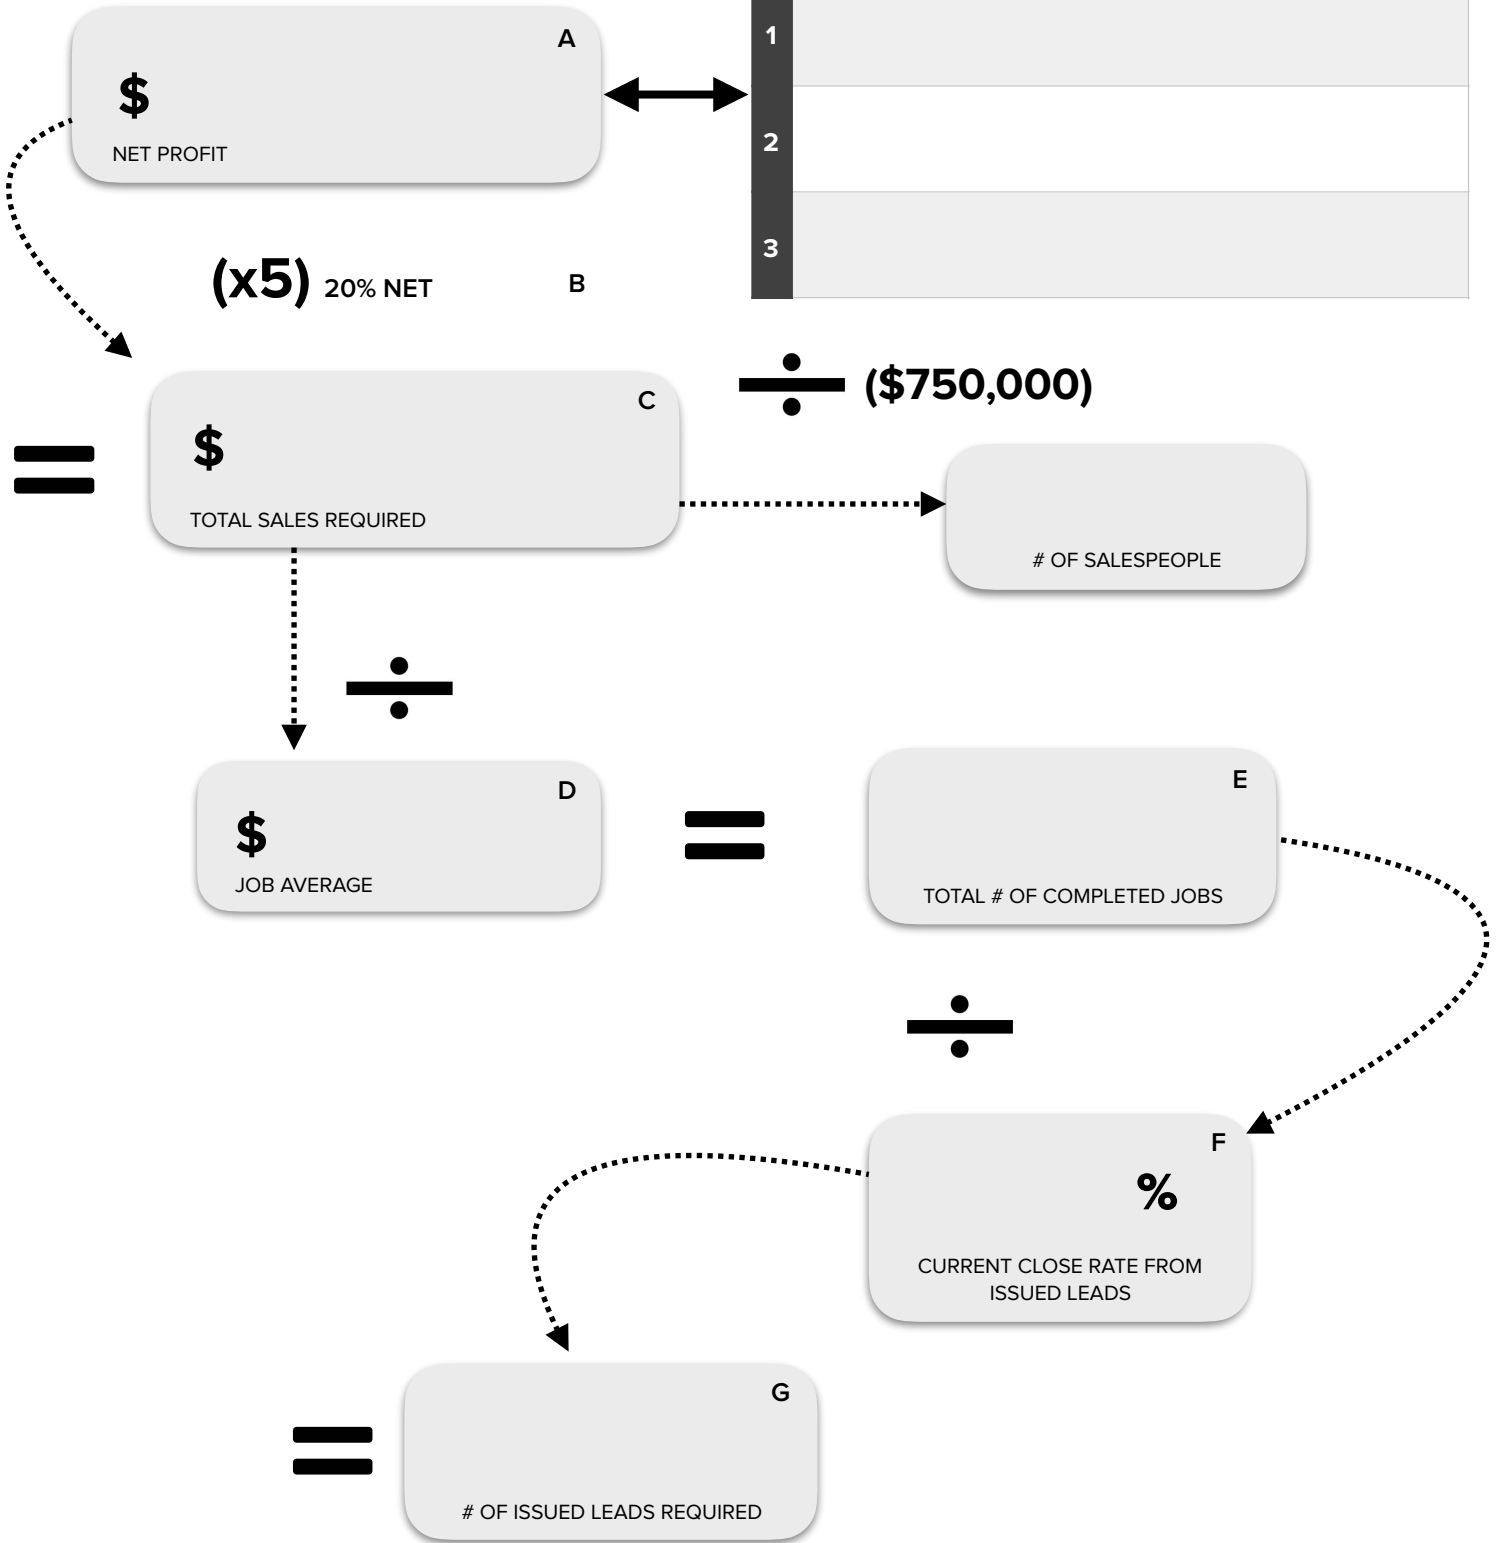 A
$
NET PROFIT
1
2
3
(x5) 20% NET
B
÷ ($750,000)
=
C
$
TOTAL SALES REQUIRED
# OF SALESPEOPLE
÷
D
$
JOB AVERAGE
=
E
TOTAL # OF COMPLETED JOBS
÷
F
%
CURRENT CLOSE RATE FROM
ISSUED LEADS
=
G
# OF ISSUED LEADS REQUIRED